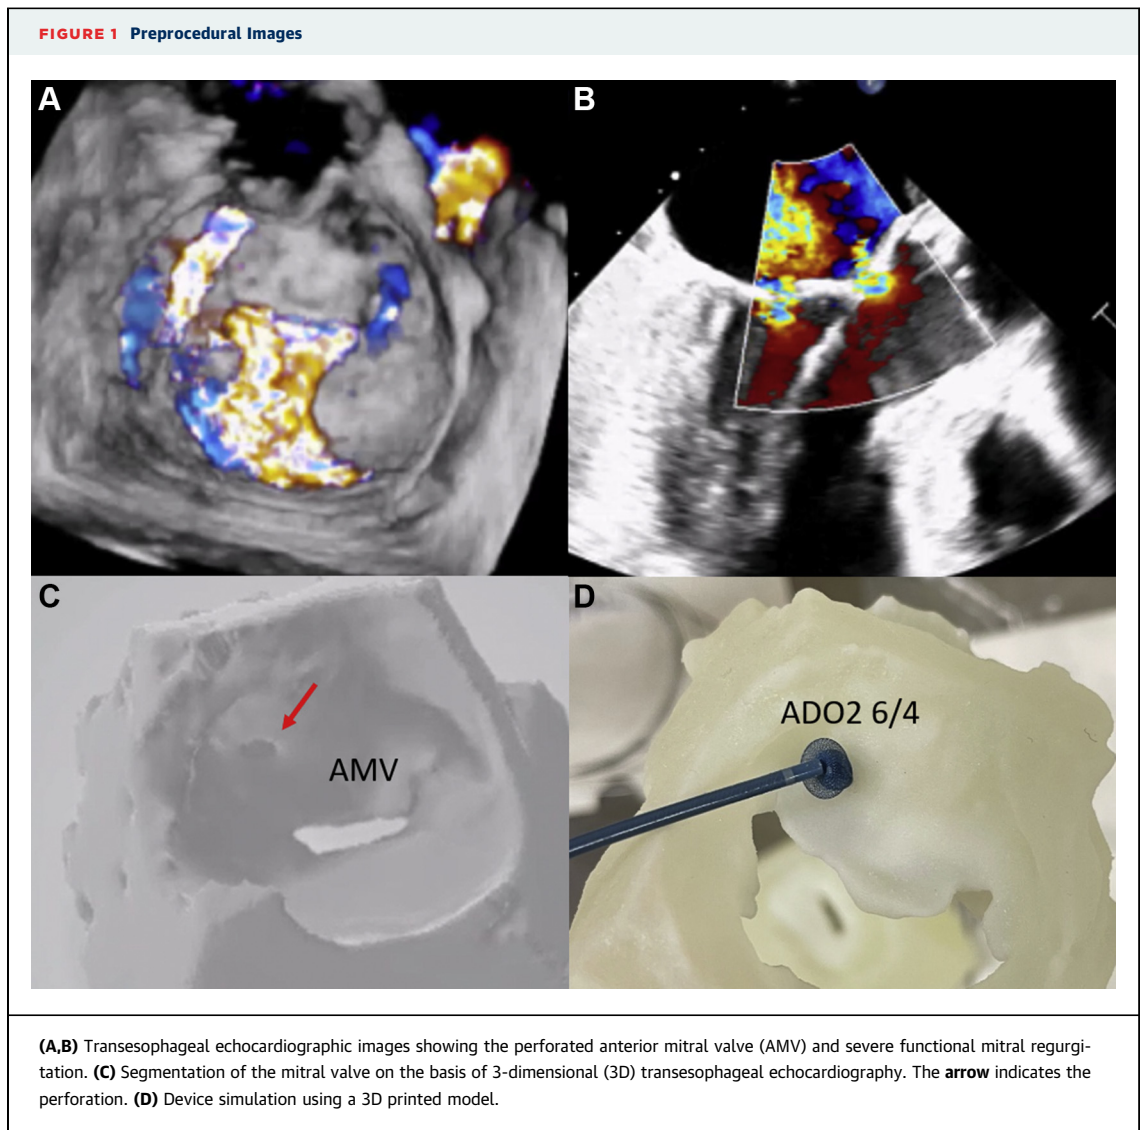 FIGURE 1 Preprocedural Images
A
B
C
D
AMV
ADO2 6/4
(A,B) Transesophageal echocardiographic images showing the perforated anterior mitral valve (AMV) and severe functional mitral regurgi-
tation. (C) Segmentation of the mitral valve on the basis of 3-dimensional (3D) transesophageal echocardiography. The arrow indicates the
perforation. (D) Device simulation using a 3D printed model.